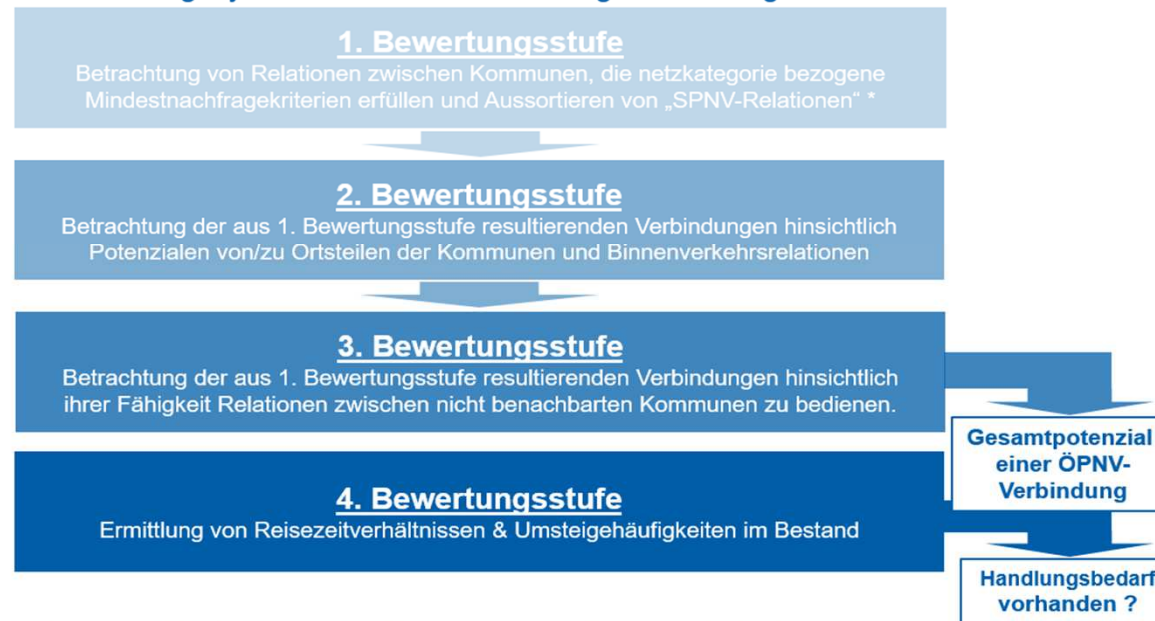 1. Bewertungsstufe
Betrachtung von Relationen zwischen Kommunen, die netzkategorie bezogene
Mindestnachfragekriterien erfüllen und Aussortieren von „SPNV-Relationen“ *
2. Bewertungsstufe
Betrachtung der aus 1. Bewertungsstufe resultierenden Verbindungen hinsichtlich
Potenzialen von/zu Ortsteilen der Kommunen und Binnenverkehrsrelationen
3. Bewertungsstufe
Betrachtung der aus 1. Bewertungsstufe resultierenden Verbindungen hinsichtlich
ihrer Fähigkeit Relationen zwischen nicht benachbarten Kommunen zu bedienen.
Gesamtpotenzial
einer ÖPNV-
Verbindung
4. Bewertungsstufe
Ermittlung von Reisezeitverhältnissen & Umsteigehäufigkeiten im Bestand
Handlungsbedarf
vorhanden ?